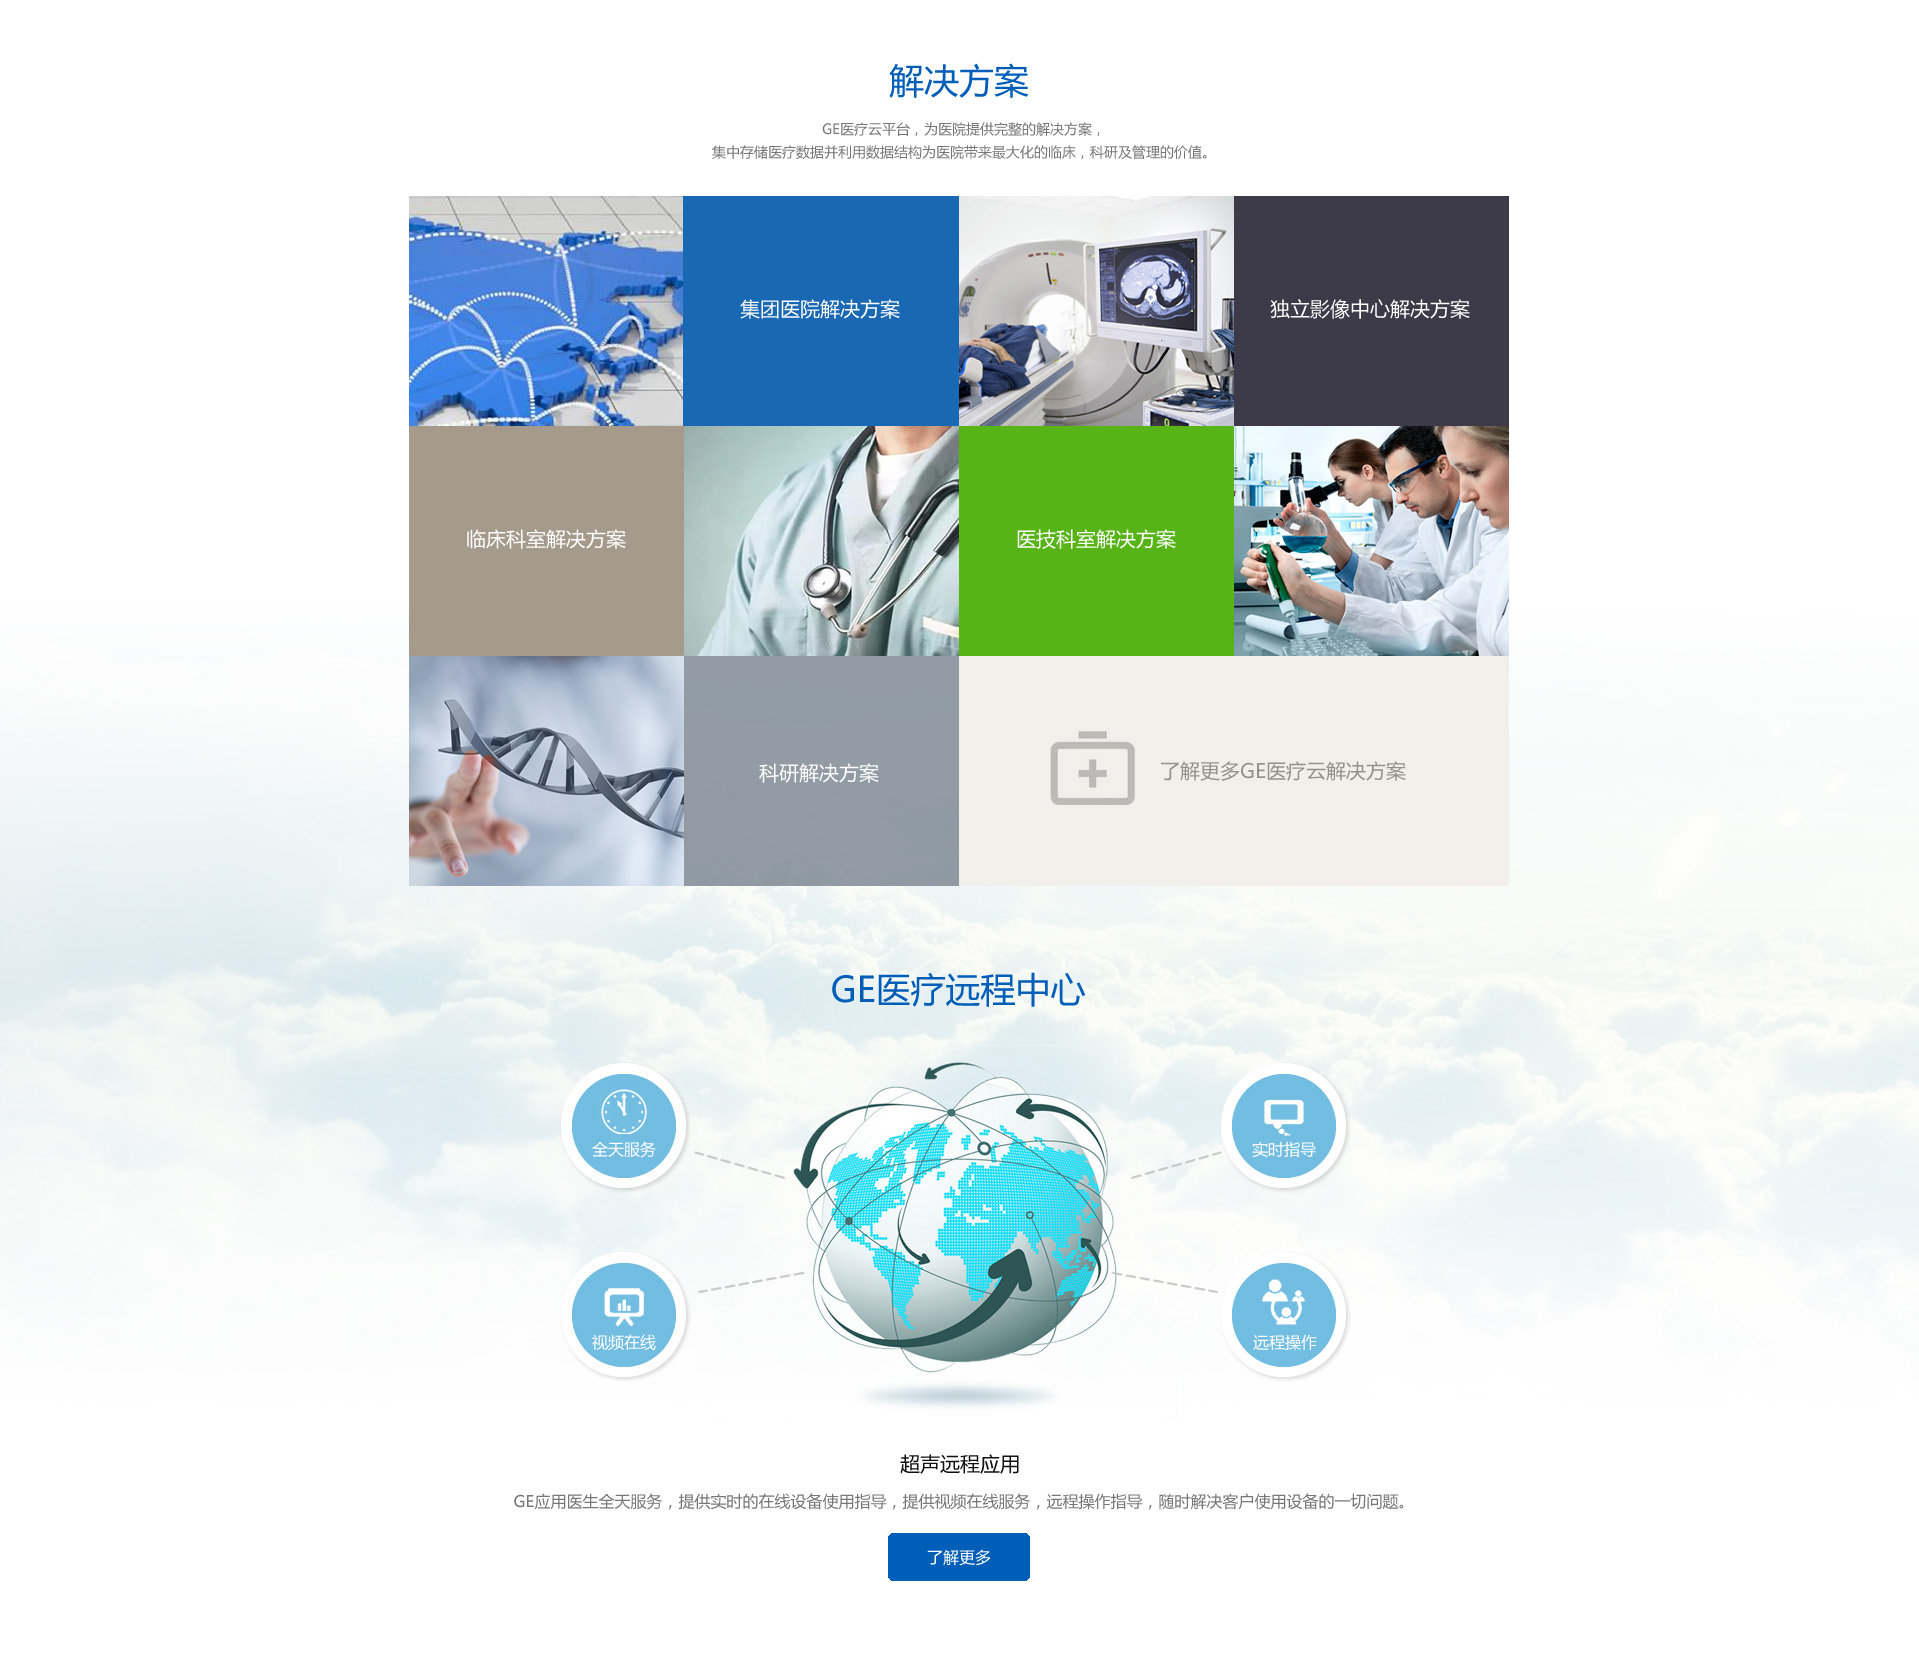 解决方案
GE医疗云平台，为医院提供完整的解决方案，
集中存储医疗数据并利用数据结构为医院带来最大化的临床，科研及管理的价值。
集团医院解决方案
独立影像中心解决方案
临床科室解决方案
医技科室解决方案
科研解决方案
了解更多GE医疗云解决方案
GE医疗远程中心
全天服务
实时指导
视频在线
远程操作
超声远程应用
GE应用医生全天服务，提供实时的在线设备使用指导，提供视频在线服务，远程操作指导，随时解决客户使用设备的一切问题。
了解更多